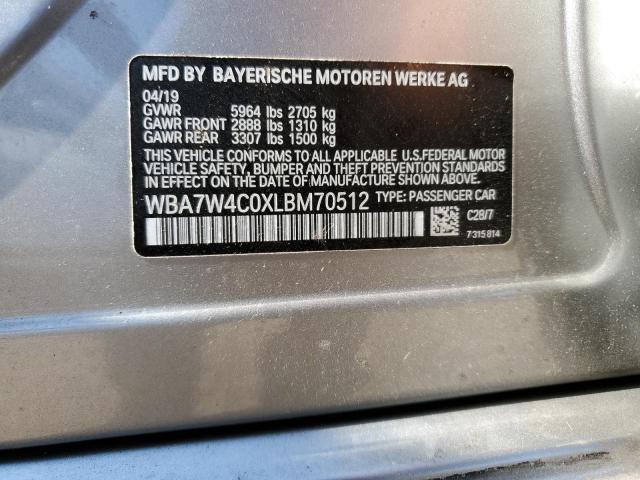 MFD BY BAYERISCHE MOTOREN WERKE AG
04/19
GVWR 5964 lbs 2705 kg
GAWR FRONT 2888 lbs 1310 kg
GAWR REAR 3307 lbs 1500 kg
THIS VEHICLE CONFORMS TO ALL APPLICABLE U.S.FEDERAL MOTOR
VEHICLE SAFETY, BUMPER AND THEFT PREVENTION STANDARDS
IN EFFECT ON THE DATE OF MANUFACTURE SHOWN ABOVE.
WBA7W4C0XLBM70512 TYPE: PASSENGER CAR
C28/7
7315814